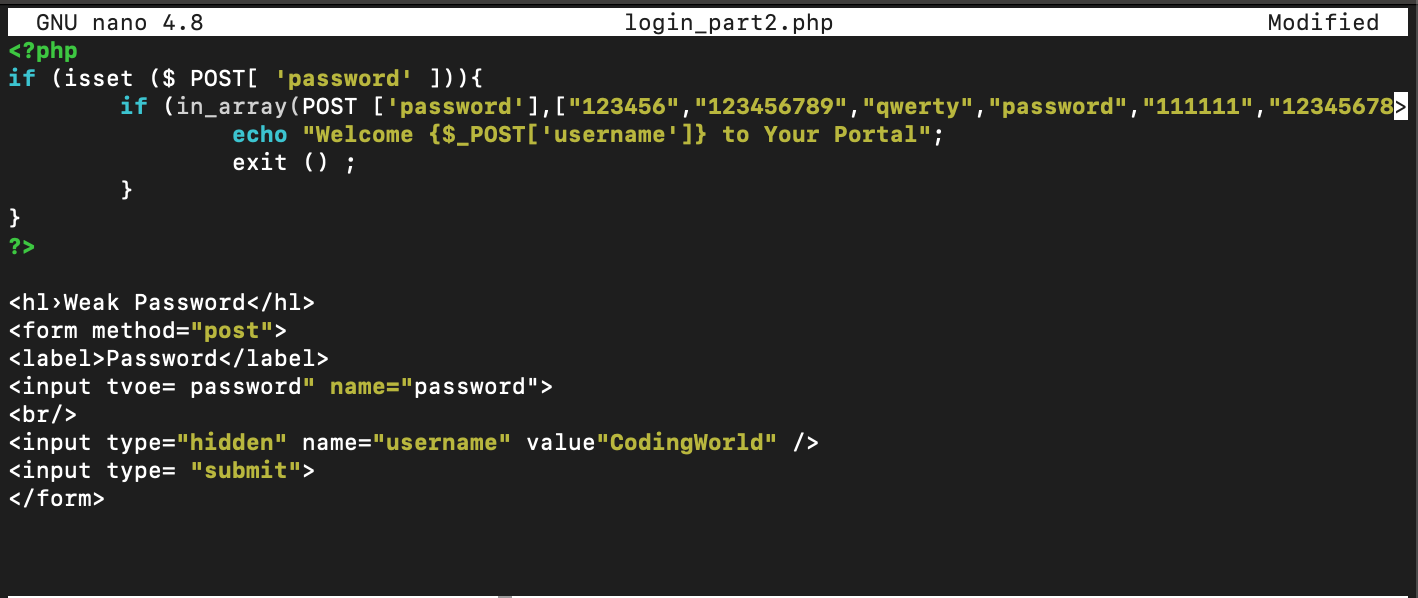 GNU nano 4.8 login_part2.php Modified
<?php
if (isset ($ POST[ 'password' ])){
        if (in_array(POST ['password'],["123456","123456789","qwerty","password","111111","12345678>
                echo "Welcome {$_POST['username']} to Your Portal";
                exit () ;
        }
}
?>

<hl›Weak Password</hl>
<form method="post">
<label>Password</label>
<input tvoe= password" name="password">
<br/>
<input type="hidden" name="username" value"CodingWorld" />
<input type= "submit">
</form>